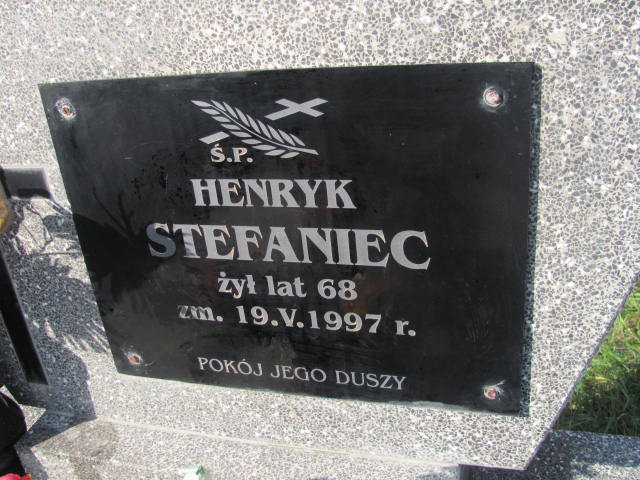 Ś.P.
HENRYK
STEFANIEC
żył lat 68
zm. 19.V.1997 r.
POKÓJ JEGO DUSZY